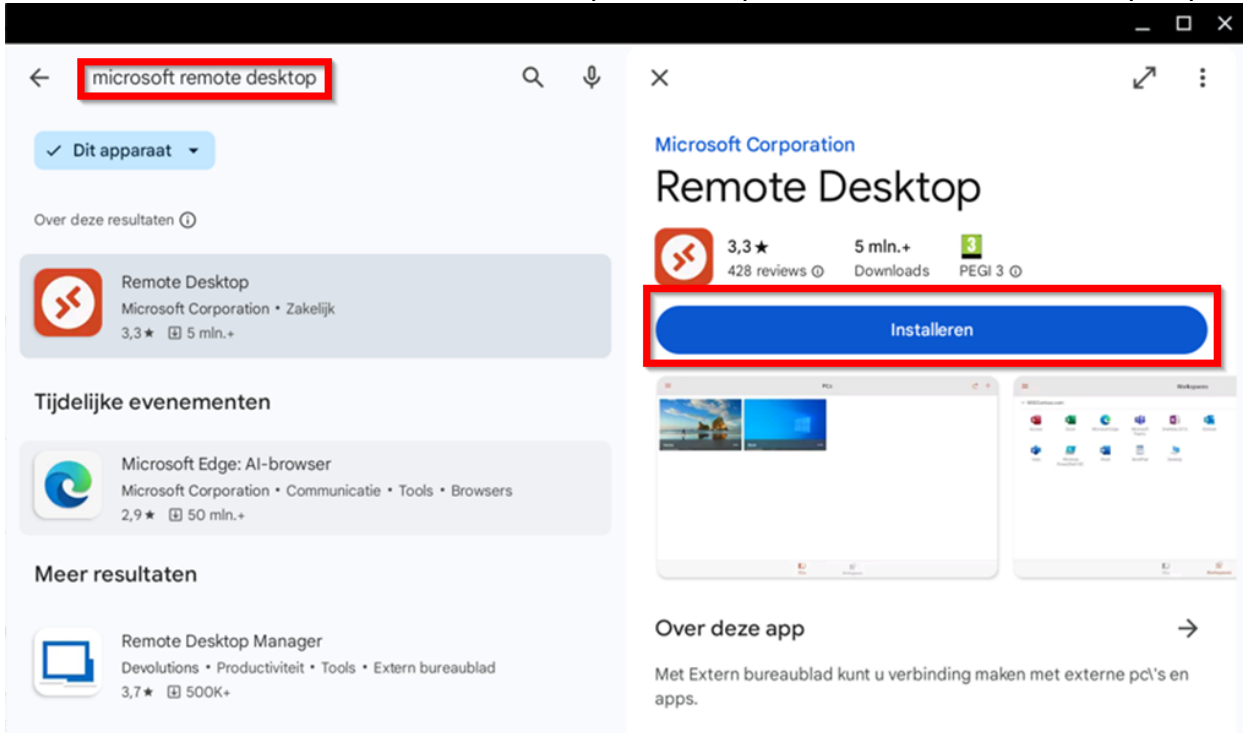 microsoft remote desktop
Dit apparaat
Over deze resultaten
Remote Desktop
Microsoft Corporation • Zakelijk
3,3★ 5 mln.+
Tijdelijke evenementen
Microsoft Edge: AI-browser
Microsoft Corporation • Communicatie • Tools • Browsers
2,9★ 50 mln.+
Meer resultaten
Remote Desktop Manager
Devolutions • Productiviteit • Tools • Extern bureaublad
3,7★ 500K+
Microsoft Corporation
Remote Desktop
3,3★ 5 mln.+ 3
428 reviews Downloads PEGI 3
Installeren
PCs
Workspaces
Over deze app
Met Extern bureaublad kunt u verbinding maken met externe pc\'s en
apps.